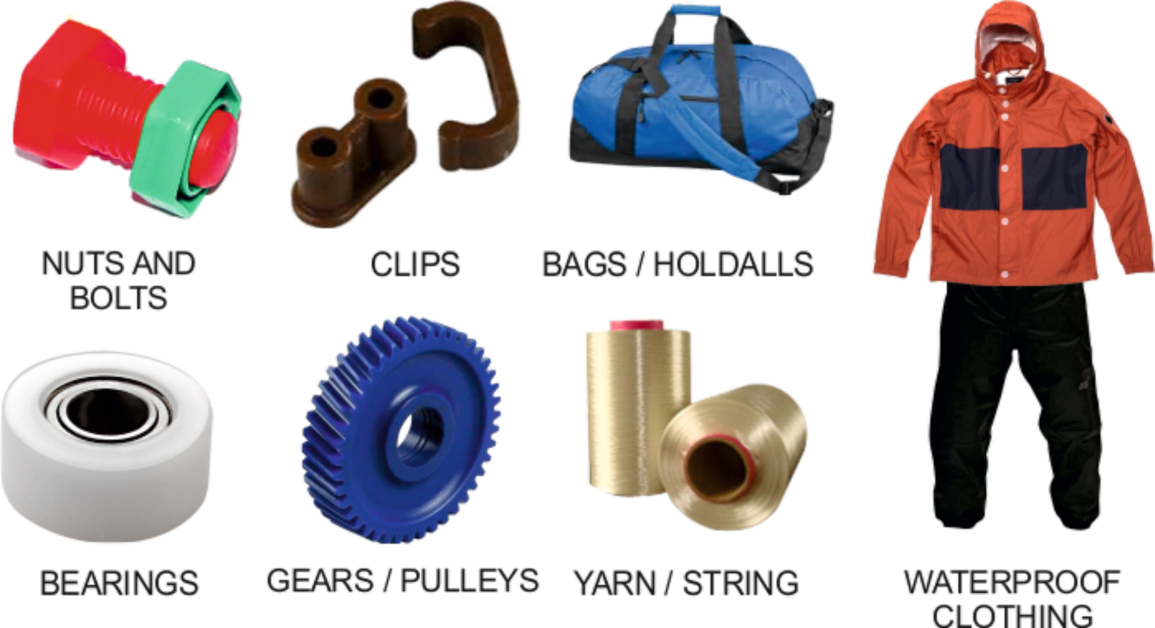 NUTS AND
BOLTS
CLIPS
BAGS / HOLDALLS
BEARINGS
GEARS / PULLEYS
YARN / STRING
WATERPROOF
CLOTHING